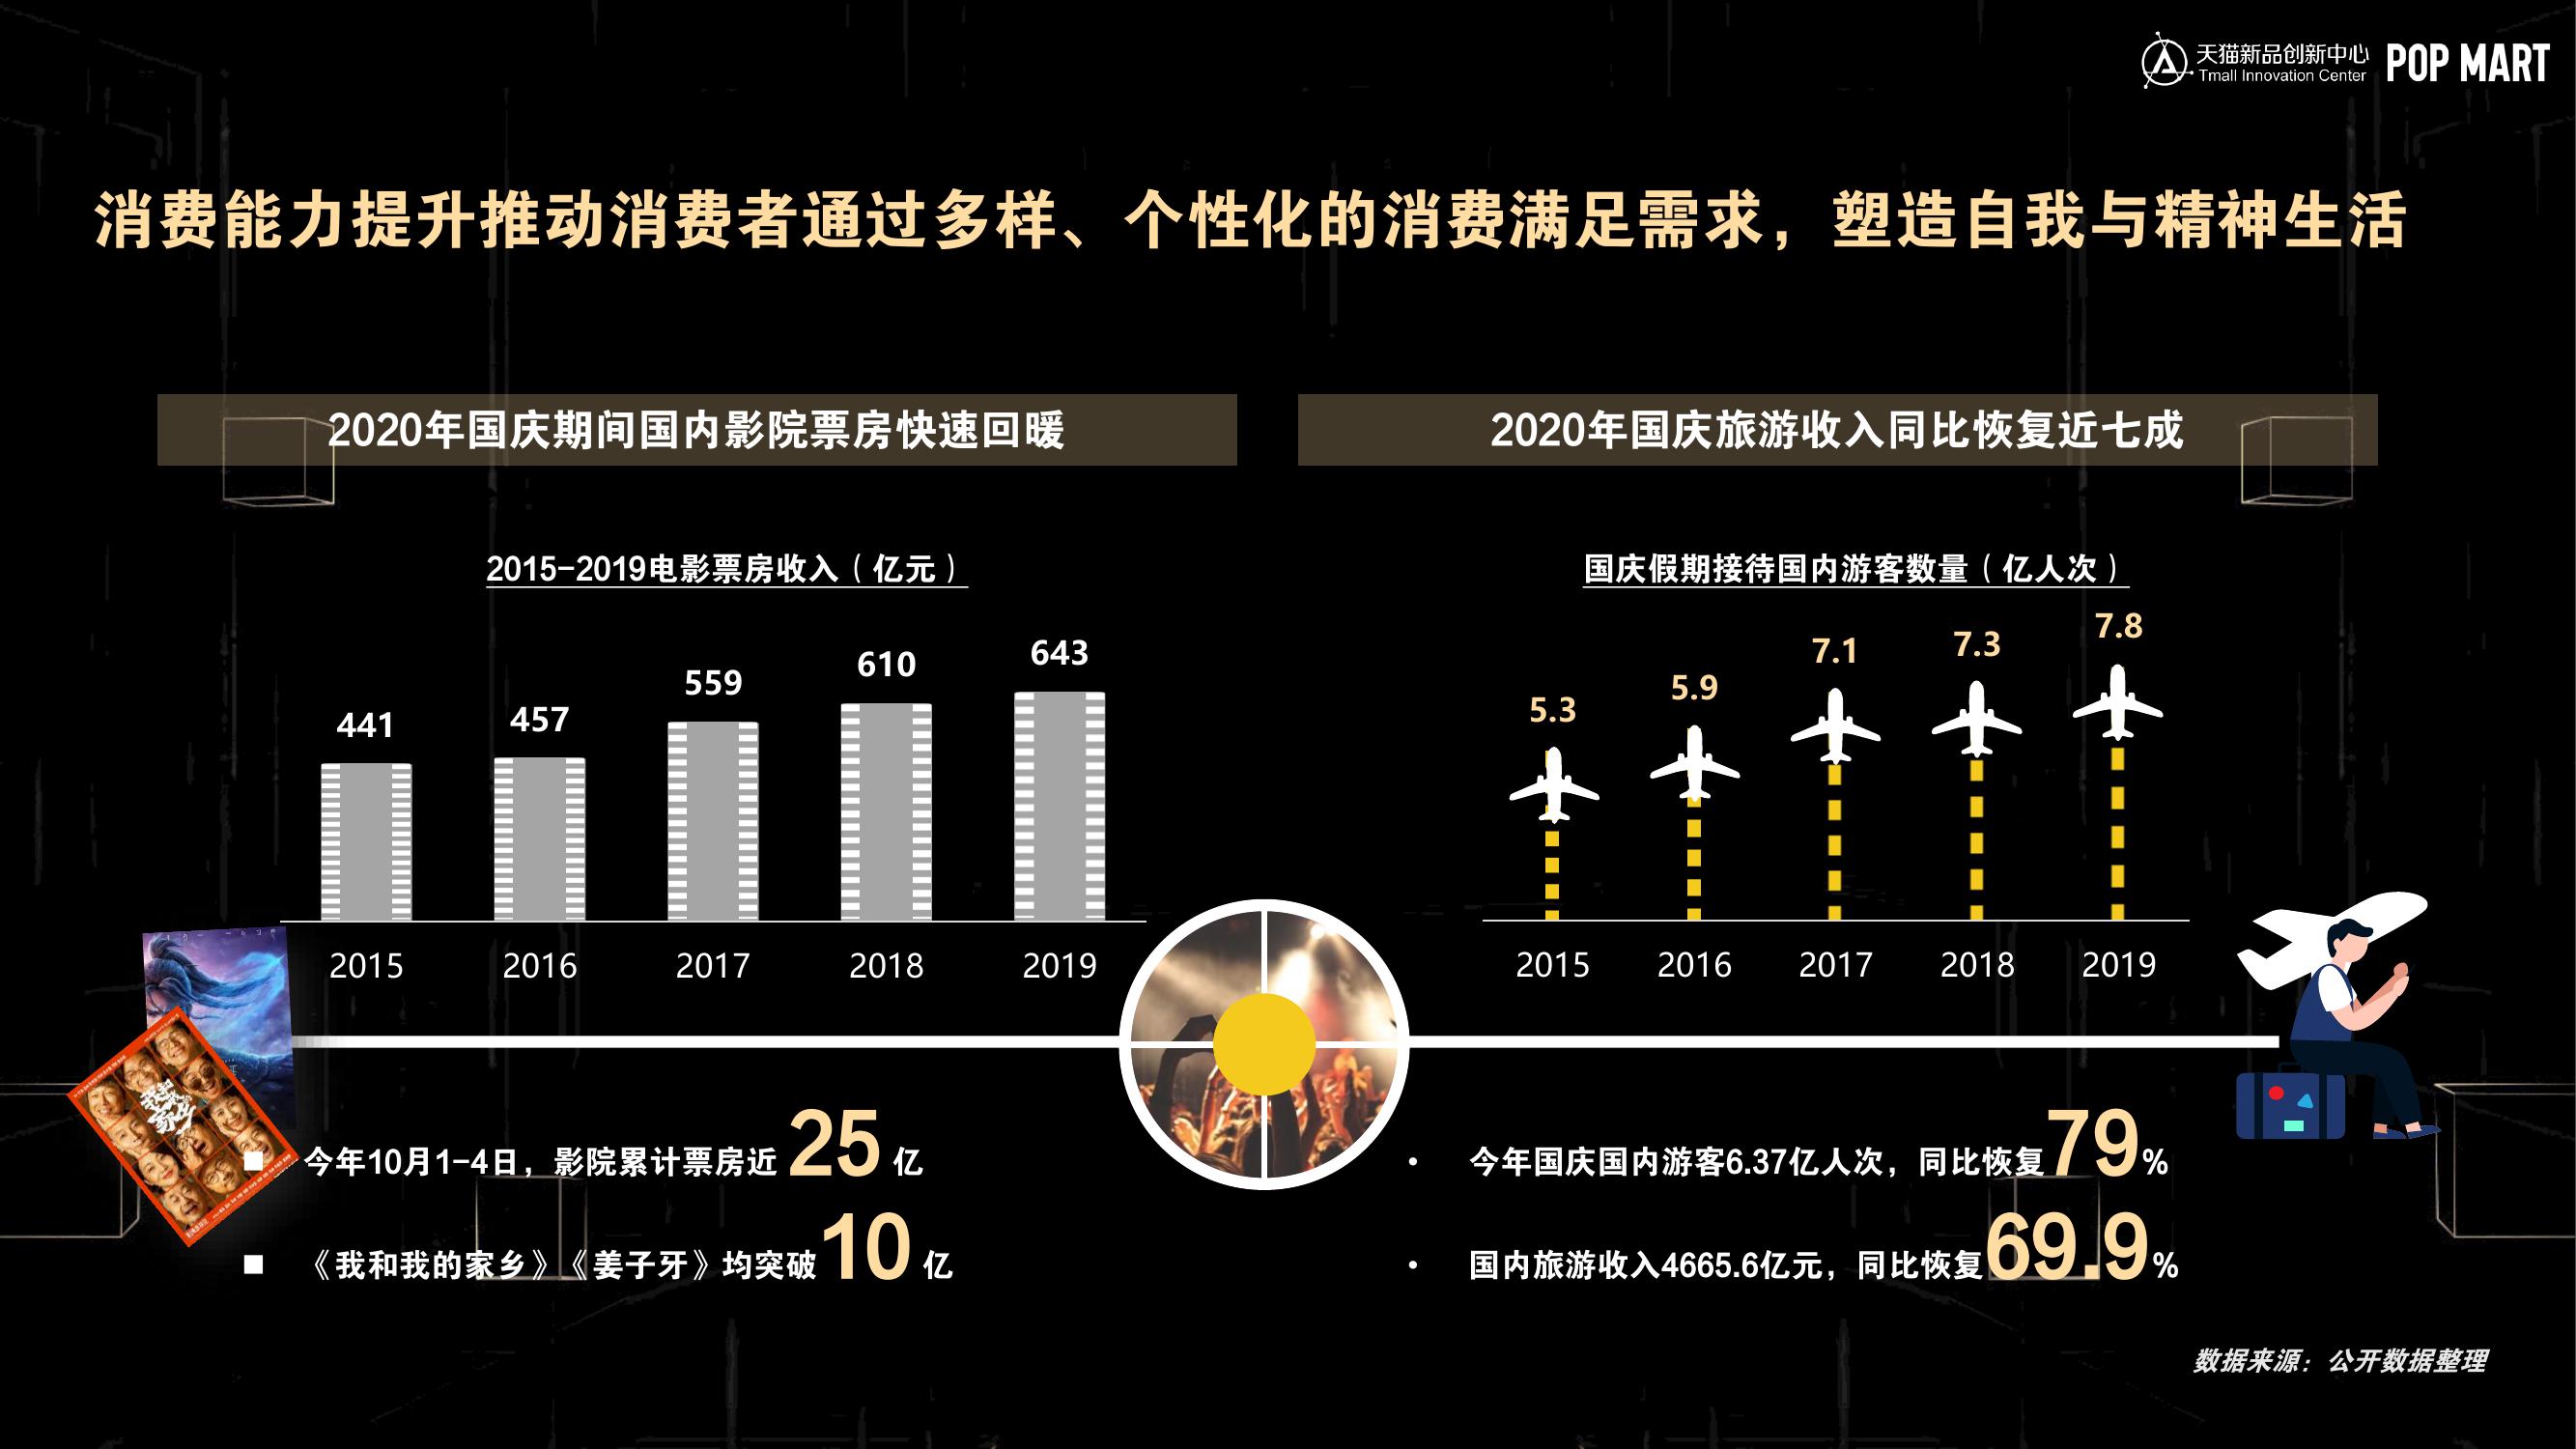 天猫新品创新中心
Tmall Innovation Center
POP MART
消费能力提升推动消费者通过多样、个性化的消费满足需求，塑造自我与精神生活
2020年国庆期间国内影院票房快速回暖
2015-2019电影票房收入（亿元）
441
457
559
610
643
2015
2016
2017
2018
2019
■ 今年10月1-4日，影院累计票房近 25 亿
■ 《我和我的家乡》《姜子牙》均突破 10 亿
2020年国庆旅游收入同比恢复近七成
国庆假期接待国内游客数量（亿人次）
5.3
5.9
7.1
7.3
7.8
2015
2016
2017
2018
2019
• 今年国庆国内游客6.37亿人次，同比恢复79%
• 国内旅游收入4665.6亿元，同比恢复69.9%
数据来源：公开数据整理